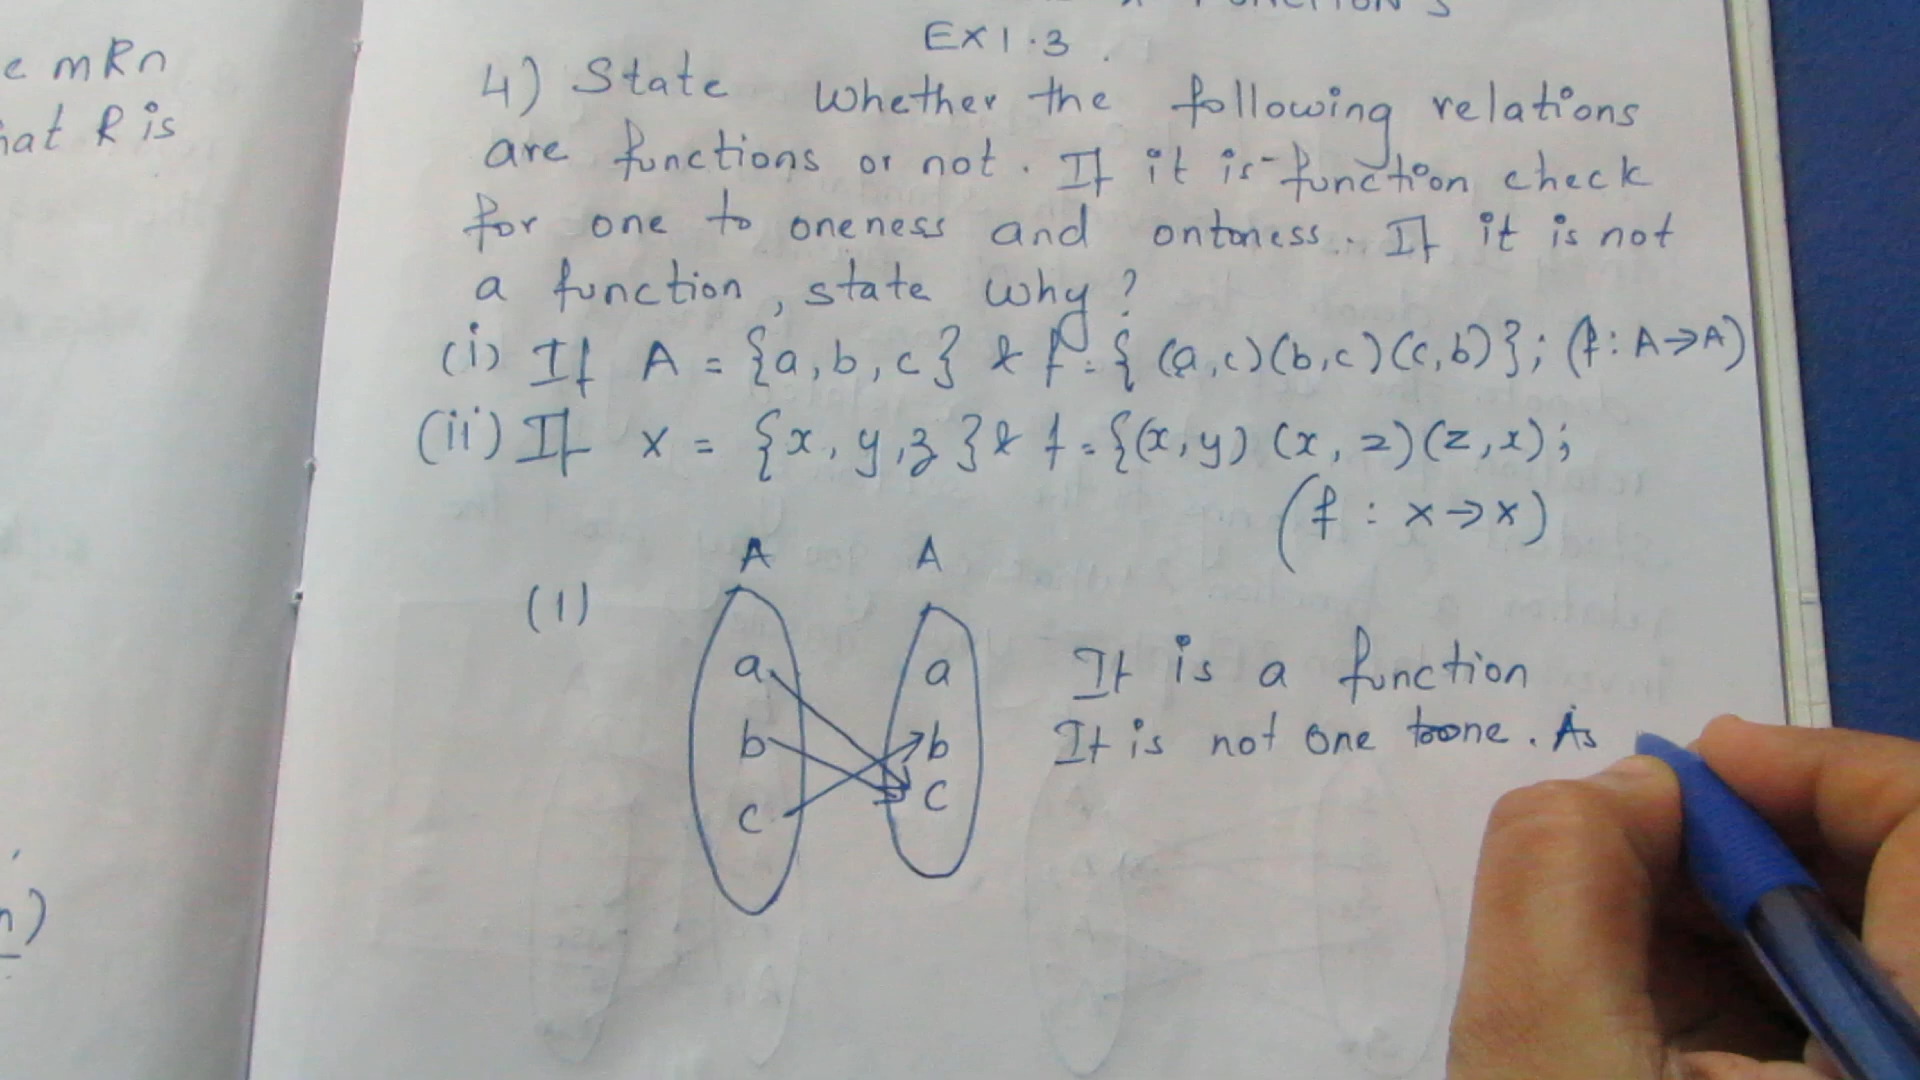 e mRn
hat R is
n)
FUNCTIONS
EX 1.3
4) State Whether the following relations
are functions or not. If it is function check
for one to oneness and ontoness. If it is not
a function, state why?
(i) If A = {a, b, c} & f = { (a,c)(b,c)(c,b)}; (f: A→A)
(ii) If X = {x, y, z} & f = {(x,y) (x, z)(z,x);
(f : x→x)
A A
(1)
a a
b b
c c
It is a function
It is not one to one. As